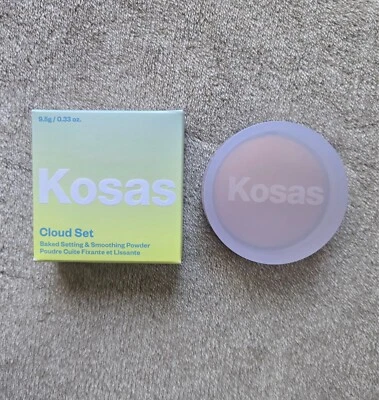 9.5g / 0.33 oz.
Kosas
Cloud Set
Baked Setting & Smoothing Powder
Poudre Cuite Fixante et Lissante
Kosas